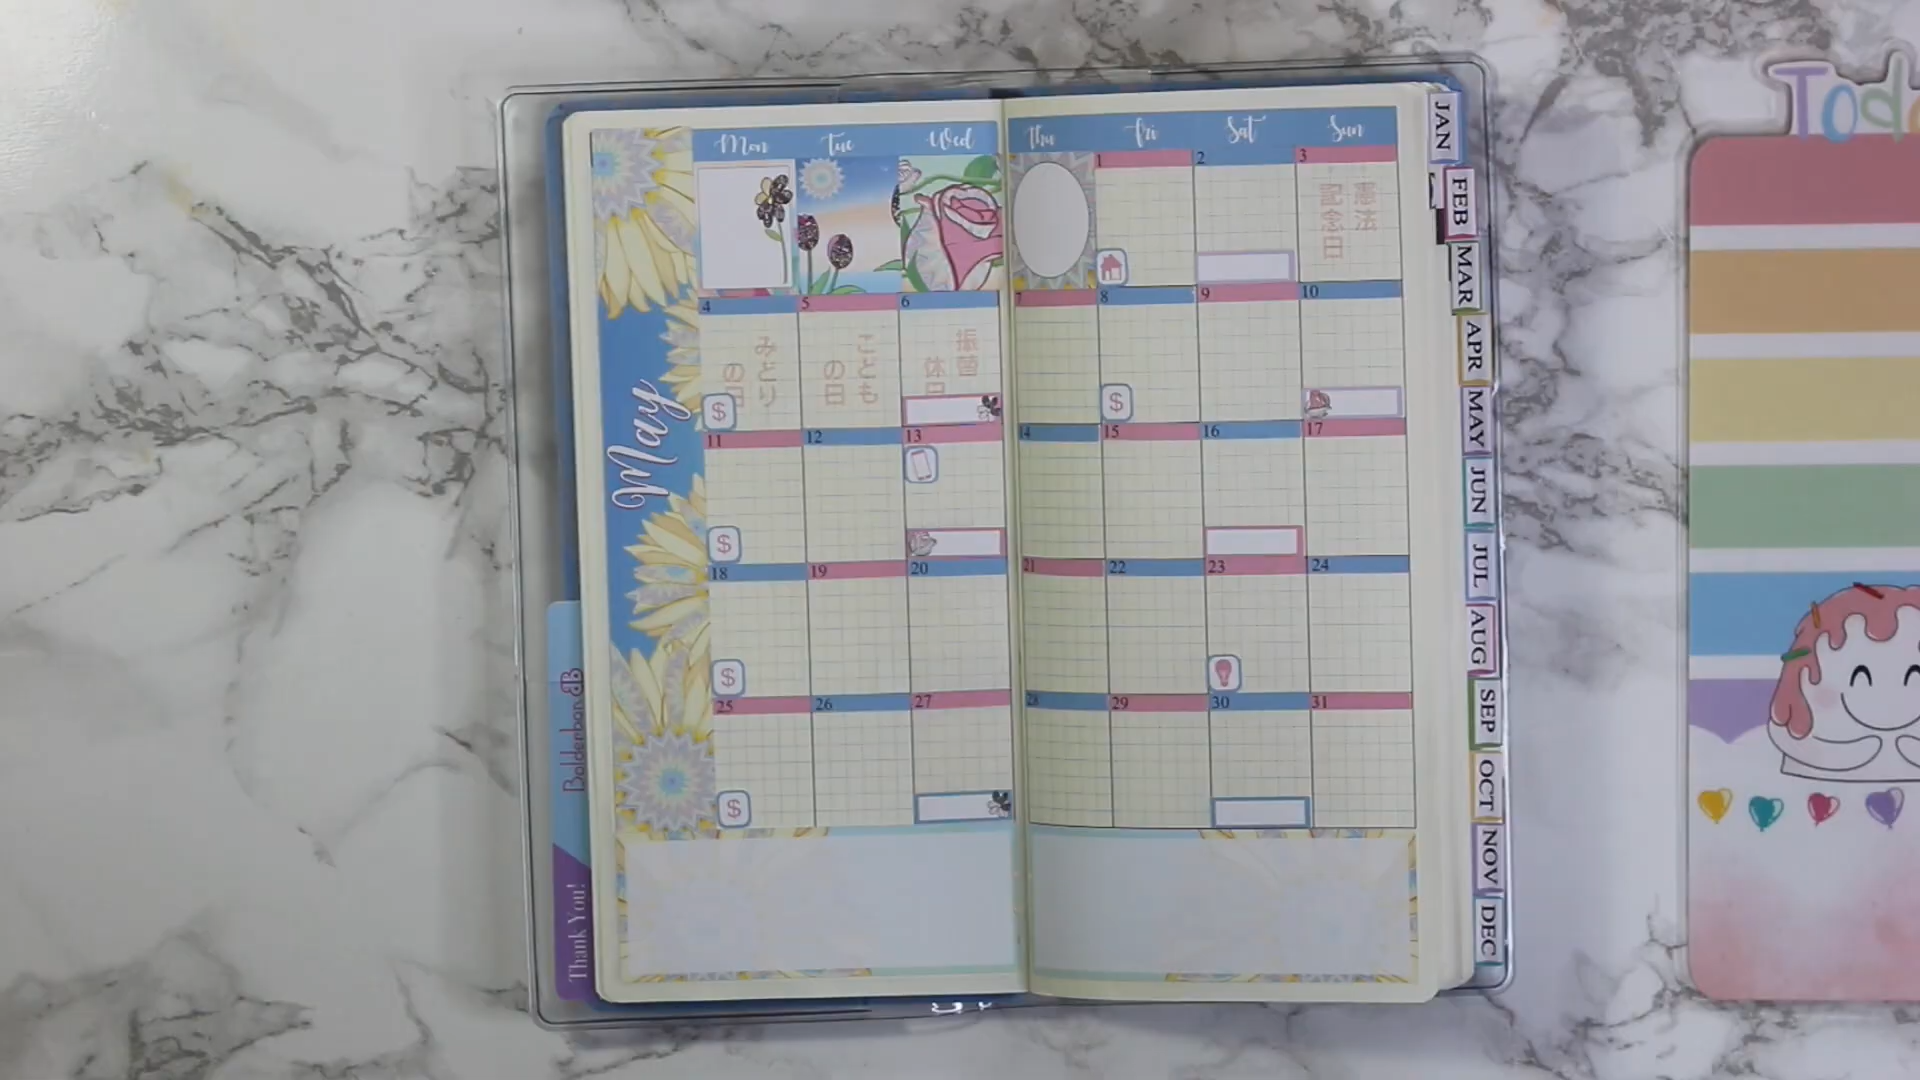 Mon Tue Wed Thu Fri Sat Sun
1 2 3
憲法
記念日
4 5 6 7 8 9 10
みどり
の日
こども
の日
振替
休日
$ $
11 12 13 14 15 16 17
$
18 19 20 21 22 23 24
$
25 26 27 28 29 30 31
$
May
JAN
FEB
MAR
APR
MAY
JUN
JUL
AUG
SEP
OCT
NOV
DEC
Thank You!